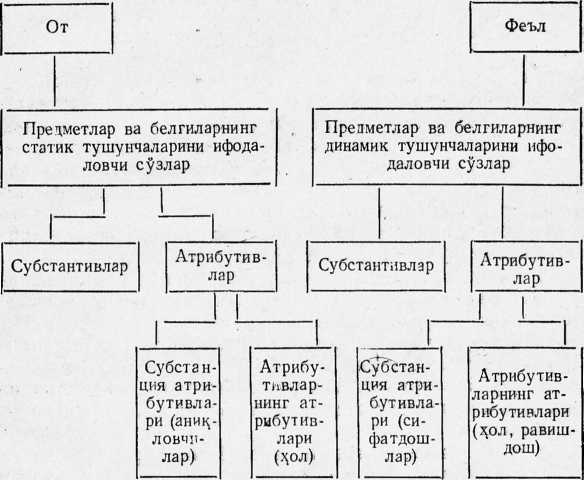 От
Феъл
Предметлар ва белгиларнинг
статик тушунчаларини ифода-
ловчи сўзлар
Предметлар ва белгиларнинг
динамик тушунчаларини ифо-
даловчи сўзлар
Субстантивлар
Атрибутив-
лар
Субстантивлар
Атрибутив-
лар
Субстан-
ция атри-
бутивла-
ри (аниқ-
ловчи-
лар)
Атрибу-
тивлар-
нинг ат-
рибутив-
лари
(ҳол)
Субстан-
ция атри-
бутивла-
ри (си-
фатдош-
лар)
Атрибутив-
ларнинг ат-
рибутивлари
(ҳол, равиш-
дош)